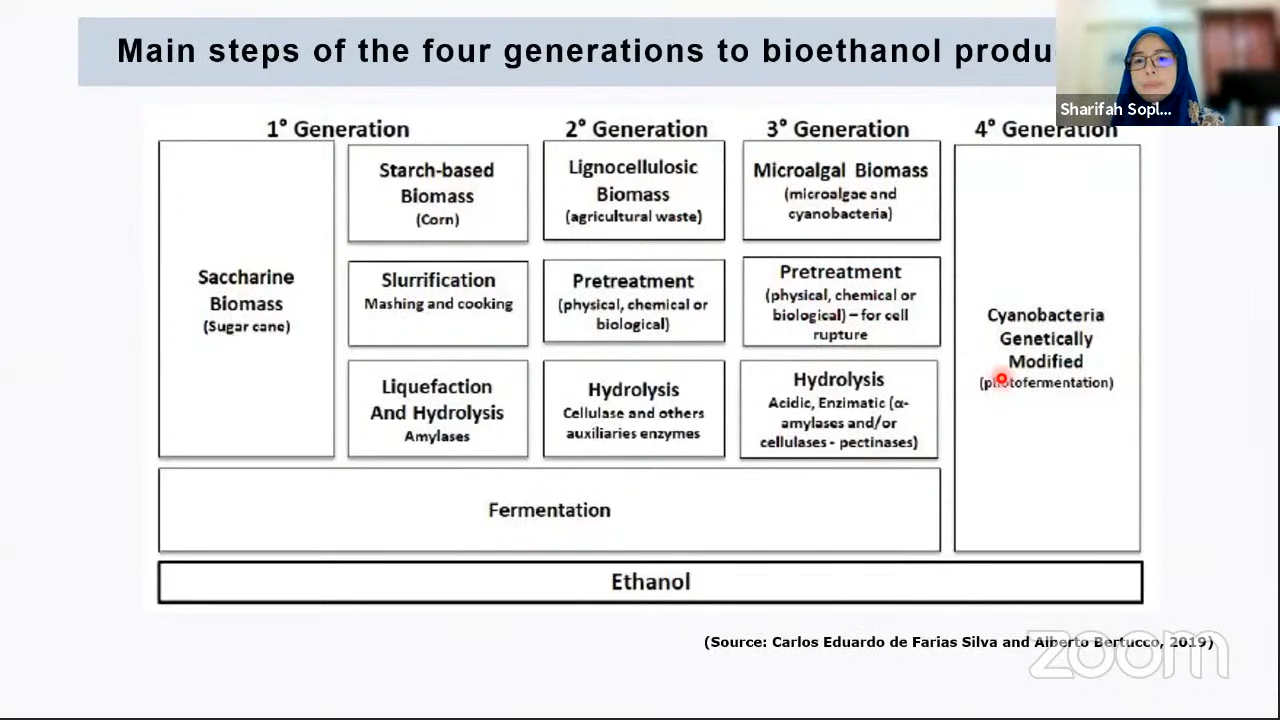 Main steps of the four generations to bioethanol produ
Sharifah Sopl...
1° Generation
2° Generation
3° Generation
4° Generation
Saccharine
Biomass
(Sugar cane)
Starch-based
Biomass
(Corn)
Slurrification
Mashing and cooking
Liquefaction
And Hydrolysis
Amylases
Lignocellulosic
Biomass
(agricultural waste)
Pretreatment
(physical, chemical or
biological)
Hydrolysis
Cellulase and others
auxiliaries enzymes
Microalgal Biomass
(microalgae and
cyanobacteria)
Pretreatment
(physical, chemical or
biological) – for cell
rupture
Hydrolysis
Acidic, Enzimatic (α-
amylases and/or
cellulases - pectinases)
Cyanobacteria
Genetically
Modified
(photofermentation)
Fermentation
Ethanol
(Source: Carlos Eduardo de Farias Silva and Alberto Bertucco, 2019)
zoom